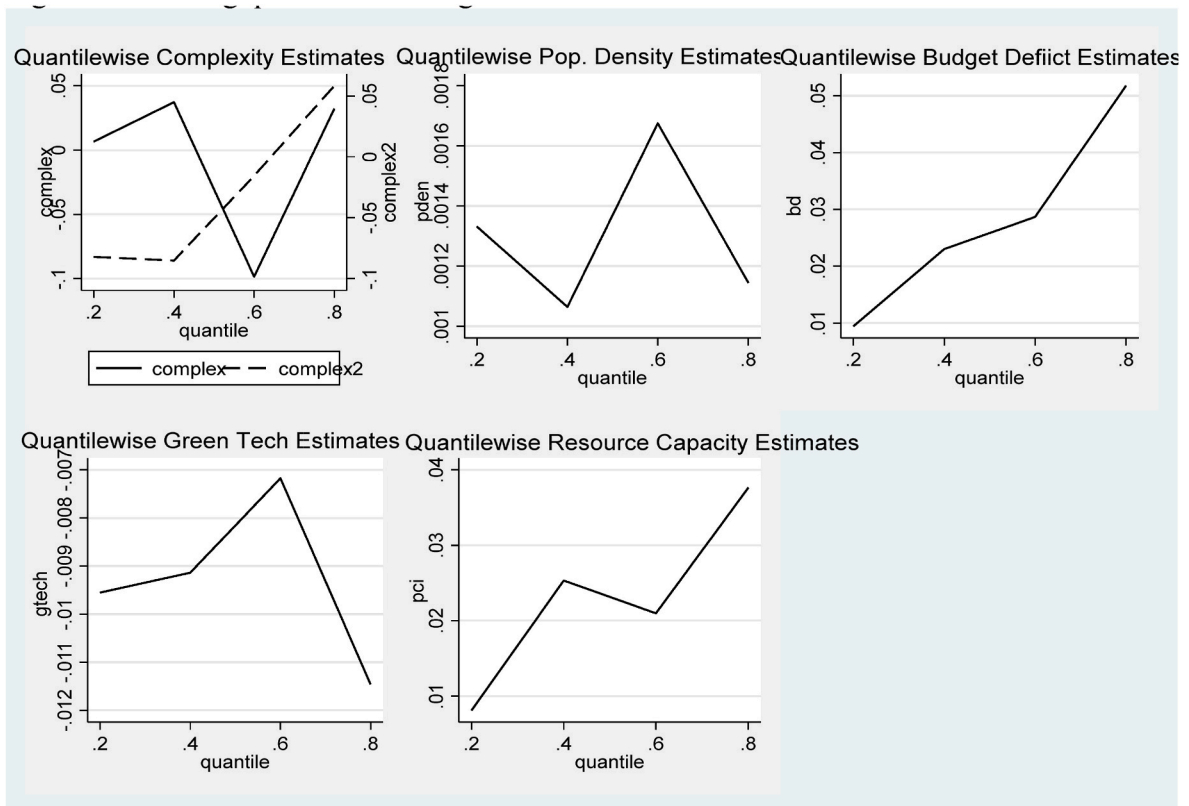 Quantilewise Complexity Estimates
.05
0
-.05
-.1
complex
.05
0
-.05
-.1
complex2
.2 .4 .6 .8
quantile
complex complex2
Quantilewise Pop. Density Estimates
.0018
.0016
.0014
.0012
.001
pden
.2 .4 .6 .8
quantile
Quantilewise Budget Defiict Estimates
.05
.04
.03
.02
.01
bd
.2 .4 .6 .8
quantile
Quantilewise Green Tech Estimates
-.007
-.008
-.009
-.01
-.011
-.012
gtech
.2 .4 .6 .8
quantile
Quantilewise Resource Capacity Estimates
.04
.03
.02
.01
pci
.2 .4 .6 .8
quantile